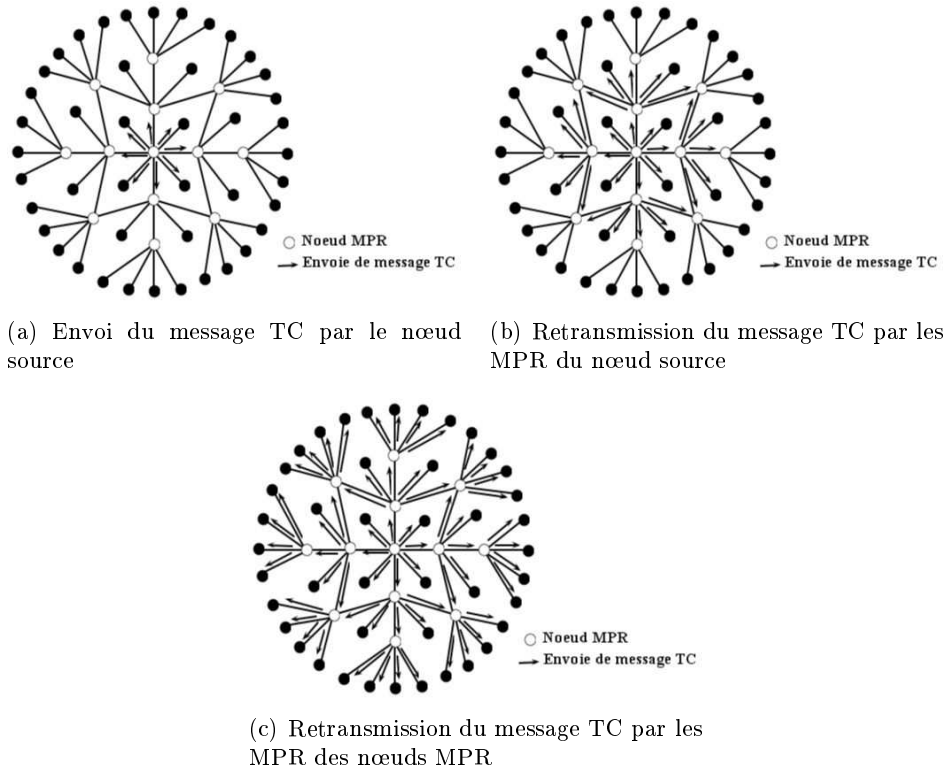 Noeud MPR
Envoie de message TC
Noeud MPR
Envoie de message TC
(a) Envoi du message TC par le nœud
source
(b) Retransmission du message TC par les
MPR du nœud source
Noeud MPR
Envoie de message TC
(c) Retransmission du message TC par les
MPR des nœuds MPR